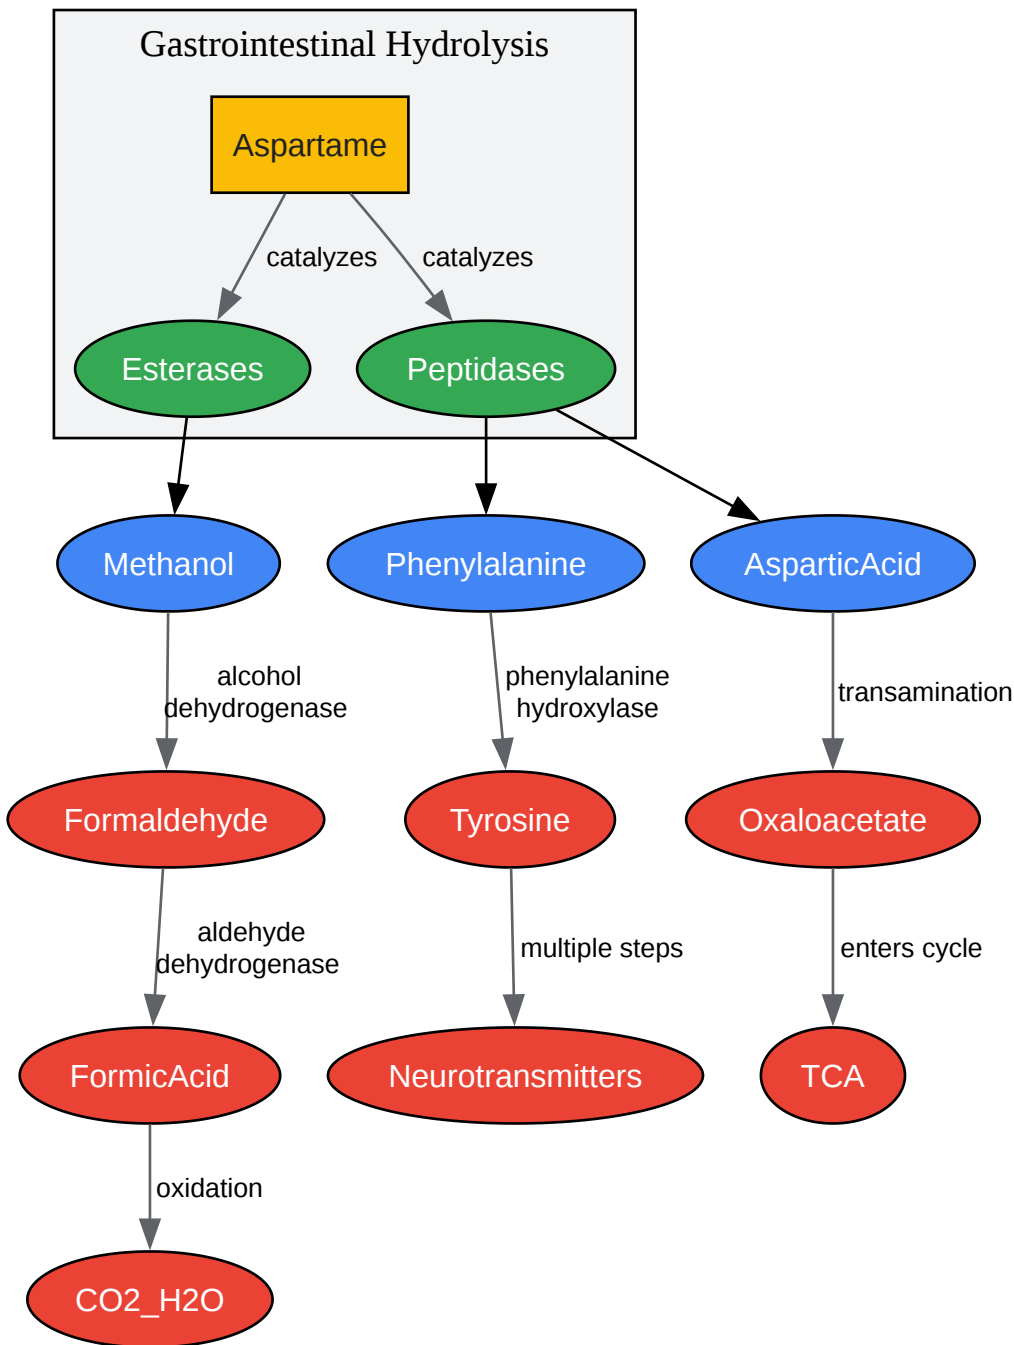 Gastrointestinal Hydrolysis
Aspartame
catalyzes
catalyzes
Esterases
Peptidases
Methanol
Phenylalanine
AsparticAcid
alcohol
dehydrogenase
phenylalanine
hydroxylase
transamination
Formaldehyde
Tyrosine
Oxaloacetate
aldehyde
dehydrogenase
multiple steps
enters cycle
FormicAcid
Neurotransmitters
TCA
oxidation
CO2_H2O